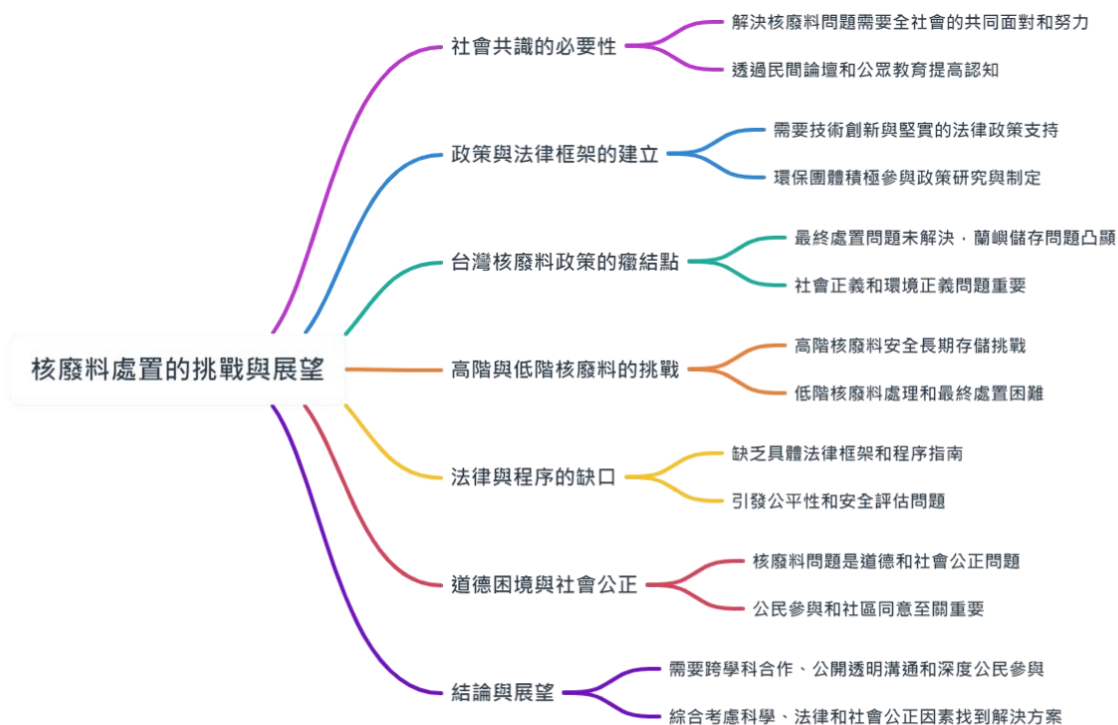 核廢料處置的挑戰與展望
社會共識的必要性
解決核廢料問題需要全社會的共同面對和努力
透過民間論壇和公眾教育提高認知
政策與法律框架的建立
需要技術創新與堅實的法律政策支持
環保團體積極參與政策研究與制定
台灣核廢料政策的癥結點
最終處置問題未解決，蘭嶼儲存問題凸顯
社會正義和環境正義問題重要
高階與低階核廢料的挑戰
高階核廢料安全長期存儲挑戰
低階核廢料處理和最終處置困難
法律與程序的缺口
缺乏具體法律框架和程序指南
引發公平性和安全評估問題
道德困境與社會公正
核廢料問題是道德和社會公正問題
公民參與和社區同意至關重要
結論與展望
需要跨學科合作、公開透明溝通和深度公民參與
綜合考慮科學、法律和社會公正因素找到解決方案